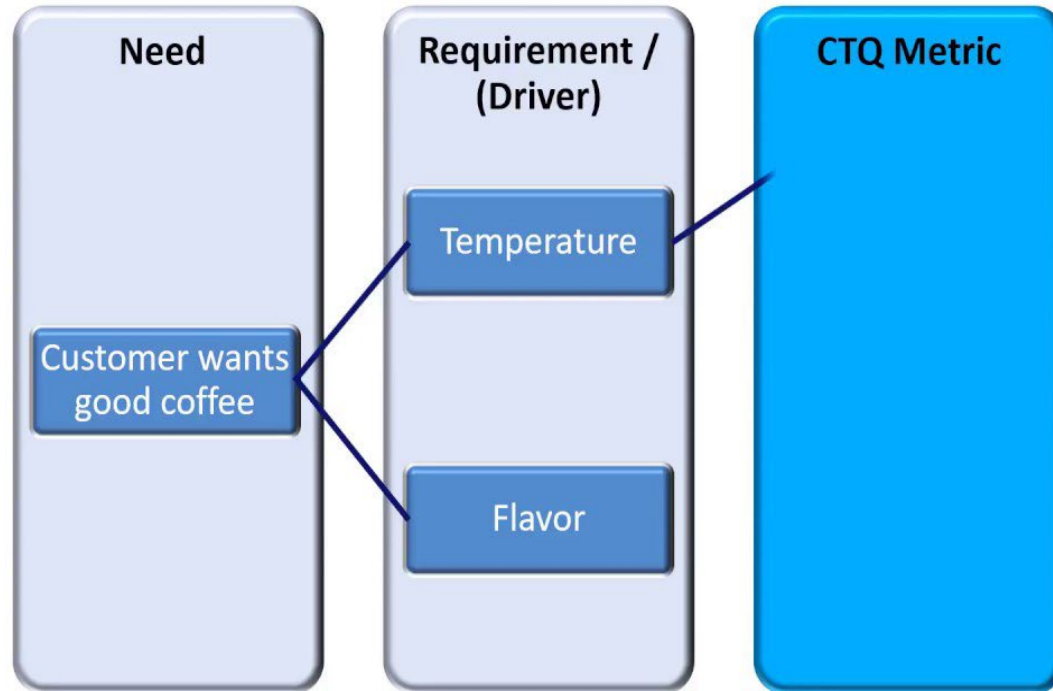 Need
Requirement /
(Driver)
CTQ Metric
Temperature
Customer wants
good coffee
Flavor